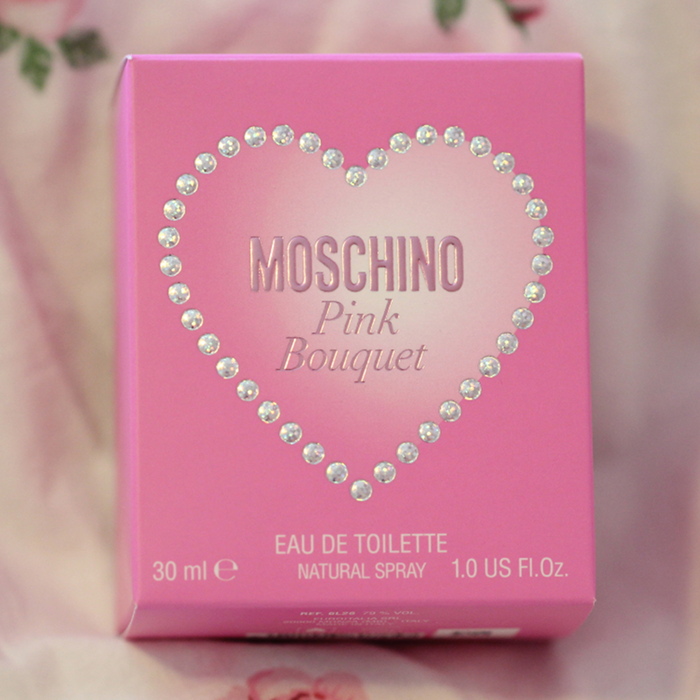 MOSCHINO
Pink
Bouquet
EAU DE TOILETTE
30 ml ℮ NATURAL SPRAY 1.0 US Fl.Oz.